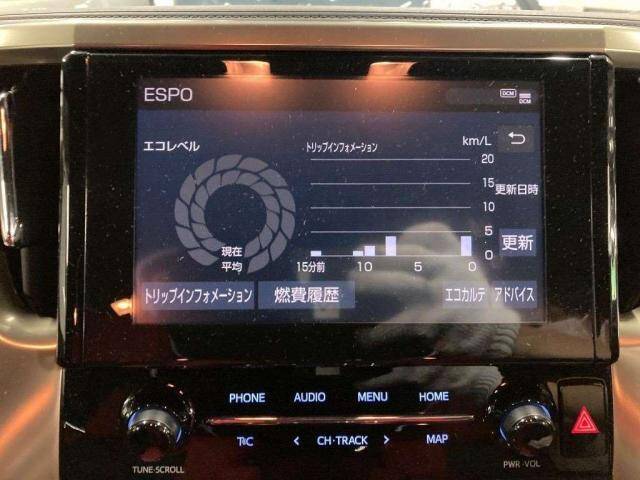 ESPO
DCM
DCM
エコレベル
トリップインフォメーション
km/L
20
15
更新日時
10
5
更新
0
現在
平均
15分前
10
5
0
トリップインフォメーション
燃費履歴
エコカルテ
アドバイス
PHONE
AUDIO
MENU
HOME
T/C
< CH·TRACK >
MAP
TUNE·SCROLL
PWR·VOL